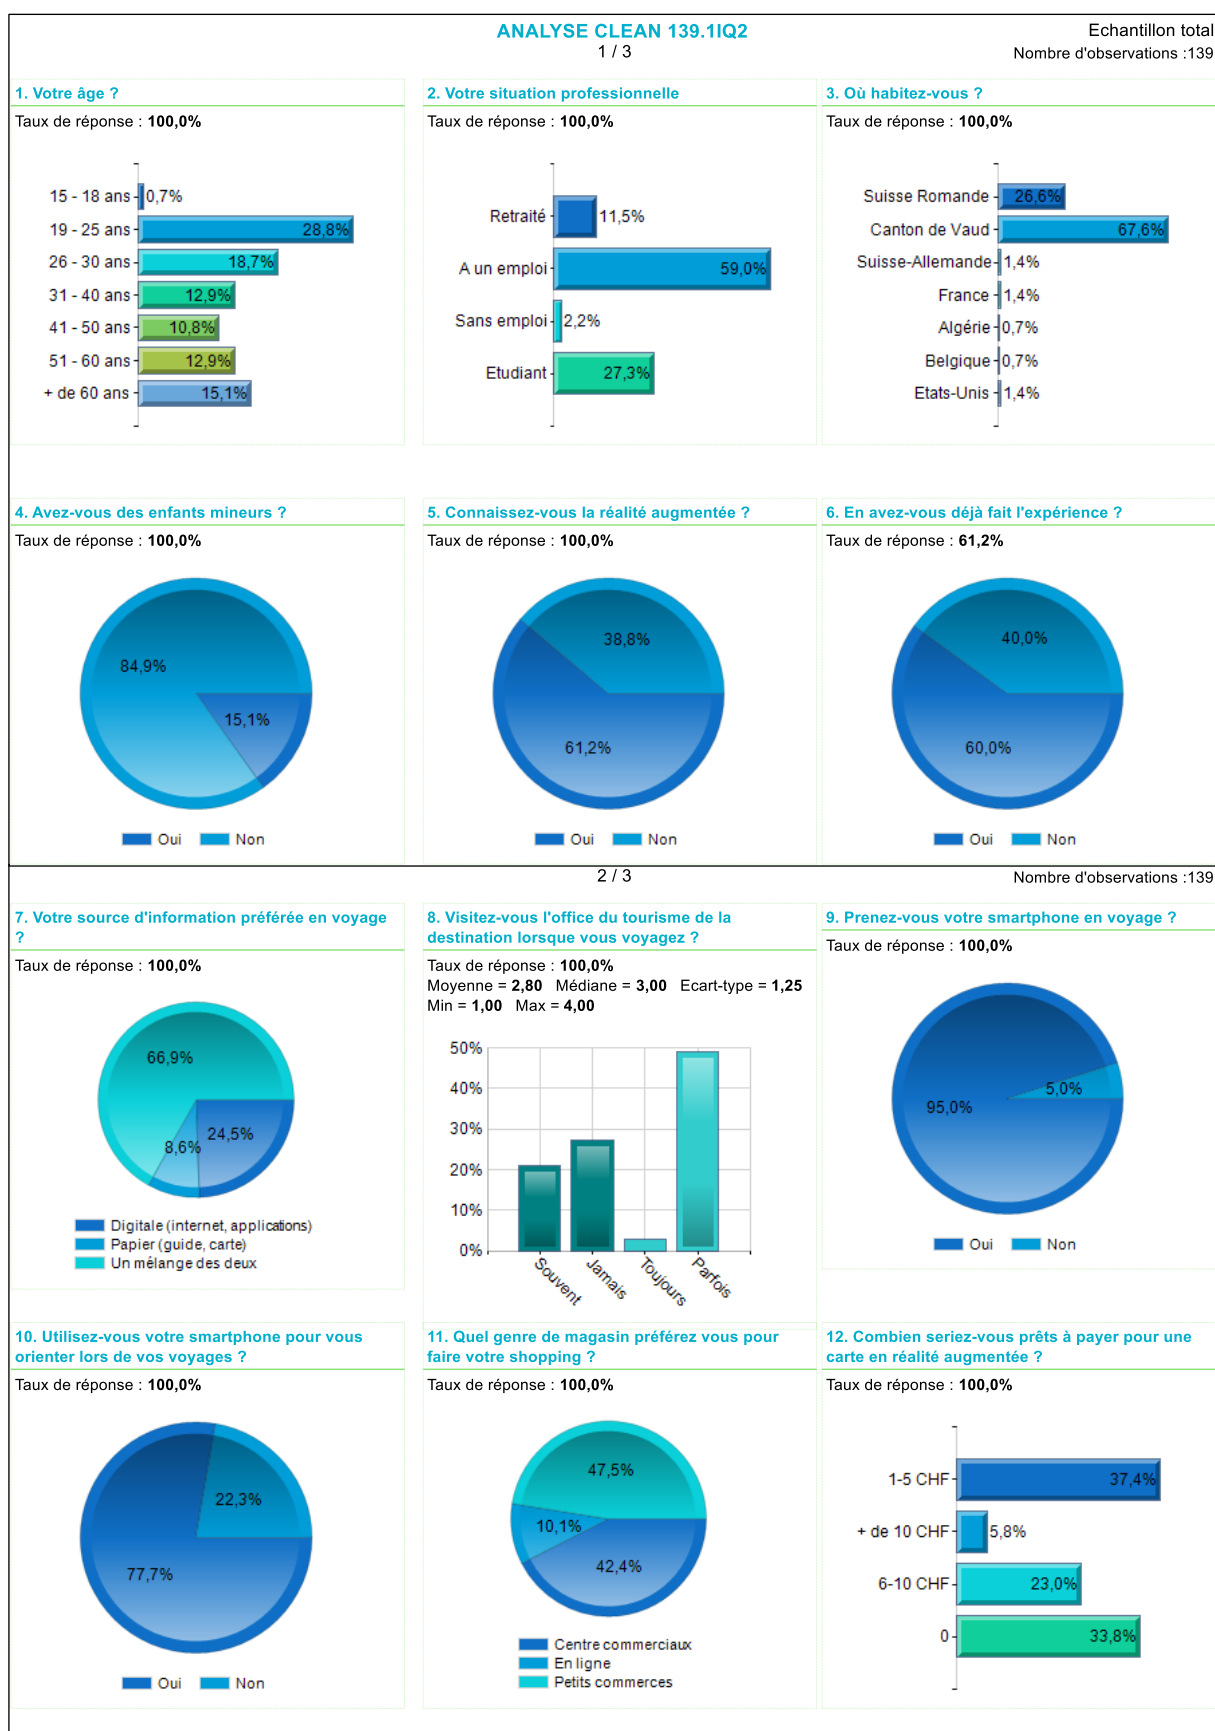 ANALYSE CLEAN 139.1IQ2
Echantillon total
1 / 3
Nombre d'observations :139
1. Votre âge ?
Taux de réponse : 100,0%
15 - 18 ans
0,7%
19 - 25 ans
28,8%
26 - 30 ans
18,7%
31 - 40 ans
12,9%
41 - 50 ans
10,8%
51 - 60 ans
12,9%
+ de 60 ans
15,1%
2. Votre situation professionnelle
Taux de réponse : 100,0%
Retraité
11,5%
A un emploi
59,0%
Sans emploi
2,2%
Etudiant
27,3%
3. Où habitez-vous ?
Taux de réponse : 100,0%
Suisse Romande
26,6%
Canton de Vaud
67,6%
Suisse-Allemande
1,4%
France
1,4%
Algérie
0,7%
Belgique
0,7%
Etats-Unis
1,4%
4. Avez-vous des enfants mineurs ?
Taux de réponse : 100,0%
84,9%
15,1%
Oui
Non
5. Connaissez-vous la réalité augmentée ?
Taux de réponse : 100,0%
38,8%
61,2%
Oui
Non
6. En avez-vous déjà fait l'expérience ?
Taux de réponse : 61,2%
40,0%
60,0%
Oui
Non
2 / 3
Nombre d'observations :139
7. Votre source d'information préférée en voyage
?
Taux de réponse : 100,0%
66,9%
8,6%
24,5%
Digitale (internet, applications)
Papier (guide, carte)
Un mélange des deux
8. Visitez-vous l'office du tourisme de la
destination lorsque vous voyagez ?
Taux de réponse : 100,0%
Moyenne = 2,80 Médiane = 3,00 Ecart-type = 1,25
Min = 1,00 Max = 4,00
50%
40%
30%
20%
10%
0%
Souvent
Jamais
Toujours
Parfois
9. Prenez-vous votre smartphone en voyage ?
Taux de réponse : 100,0%
5,0%
95,0%
Oui
Non
10. Utilisez-vous votre smartphone pour vous
orienter lors de vos voyages ?
Taux de réponse : 100,0%
22,3%
77,7%
Oui
Non
11. Quel genre de magasin préférez vous pour
faire votre shopping ?
Taux de réponse : 100,0%
47,5%
10,1%
42,4%
Centre commerciaux
En ligne
Petits commerces
12. Combien seriez-vous prêts à payer pour une
carte en réalité augmentée ?
Taux de réponse : 100,0%
1-5 CHF
37,4%
+ de 10 CHF
5,8%
6-10 CHF
23,0%
0
33,8%